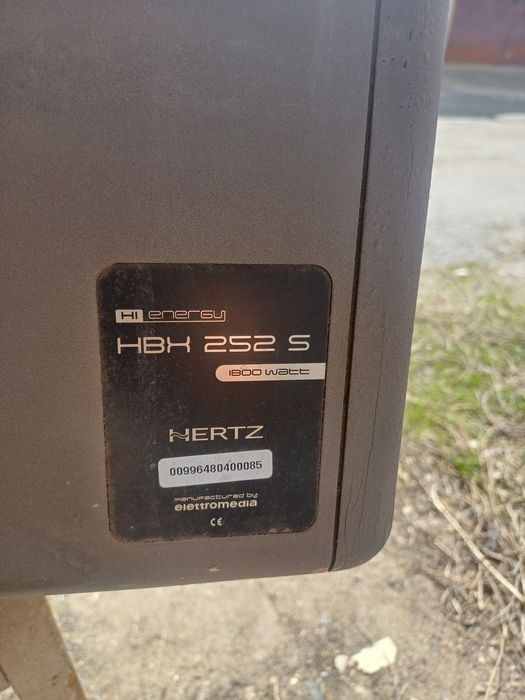 HI energy
HBX 252 S
1800 watt
HERTZ
00996480400085
manufactured by
elettromedia
CE